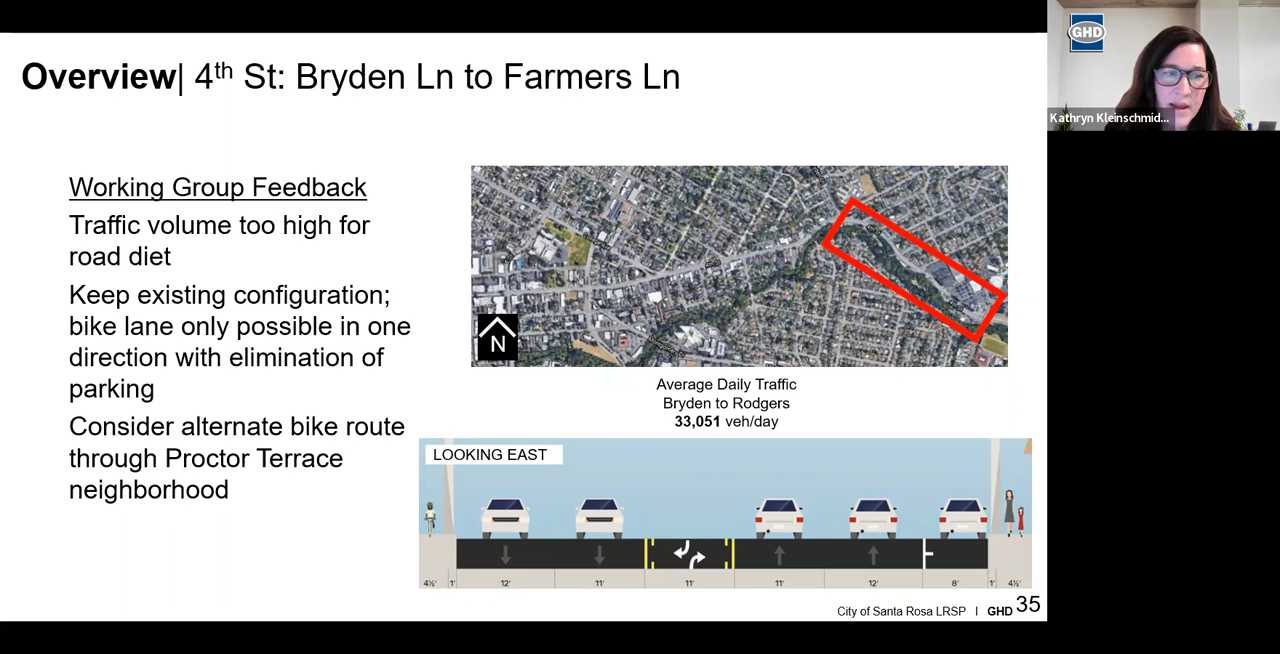 Overview| 4th St: Bryden Ln to Farmers Ln
GHD
Kathryn Kleinschmid...
Working Group Feedback
Traffic volume too high for
road diet
Keep existing configuration;
bike lane only possible in one
direction with elimination of
parking
Consider alternate bike route
through Proctor Terrace
neighborhood
N
Average Daily Traffic
Bryden to Rodgers
33,051 veh/day
LOOKING EAST
4½' 1' 12' 11' 11' 11' 12' 8' 1' 4½'
City of Santa Rosa LRSP | GHD 35